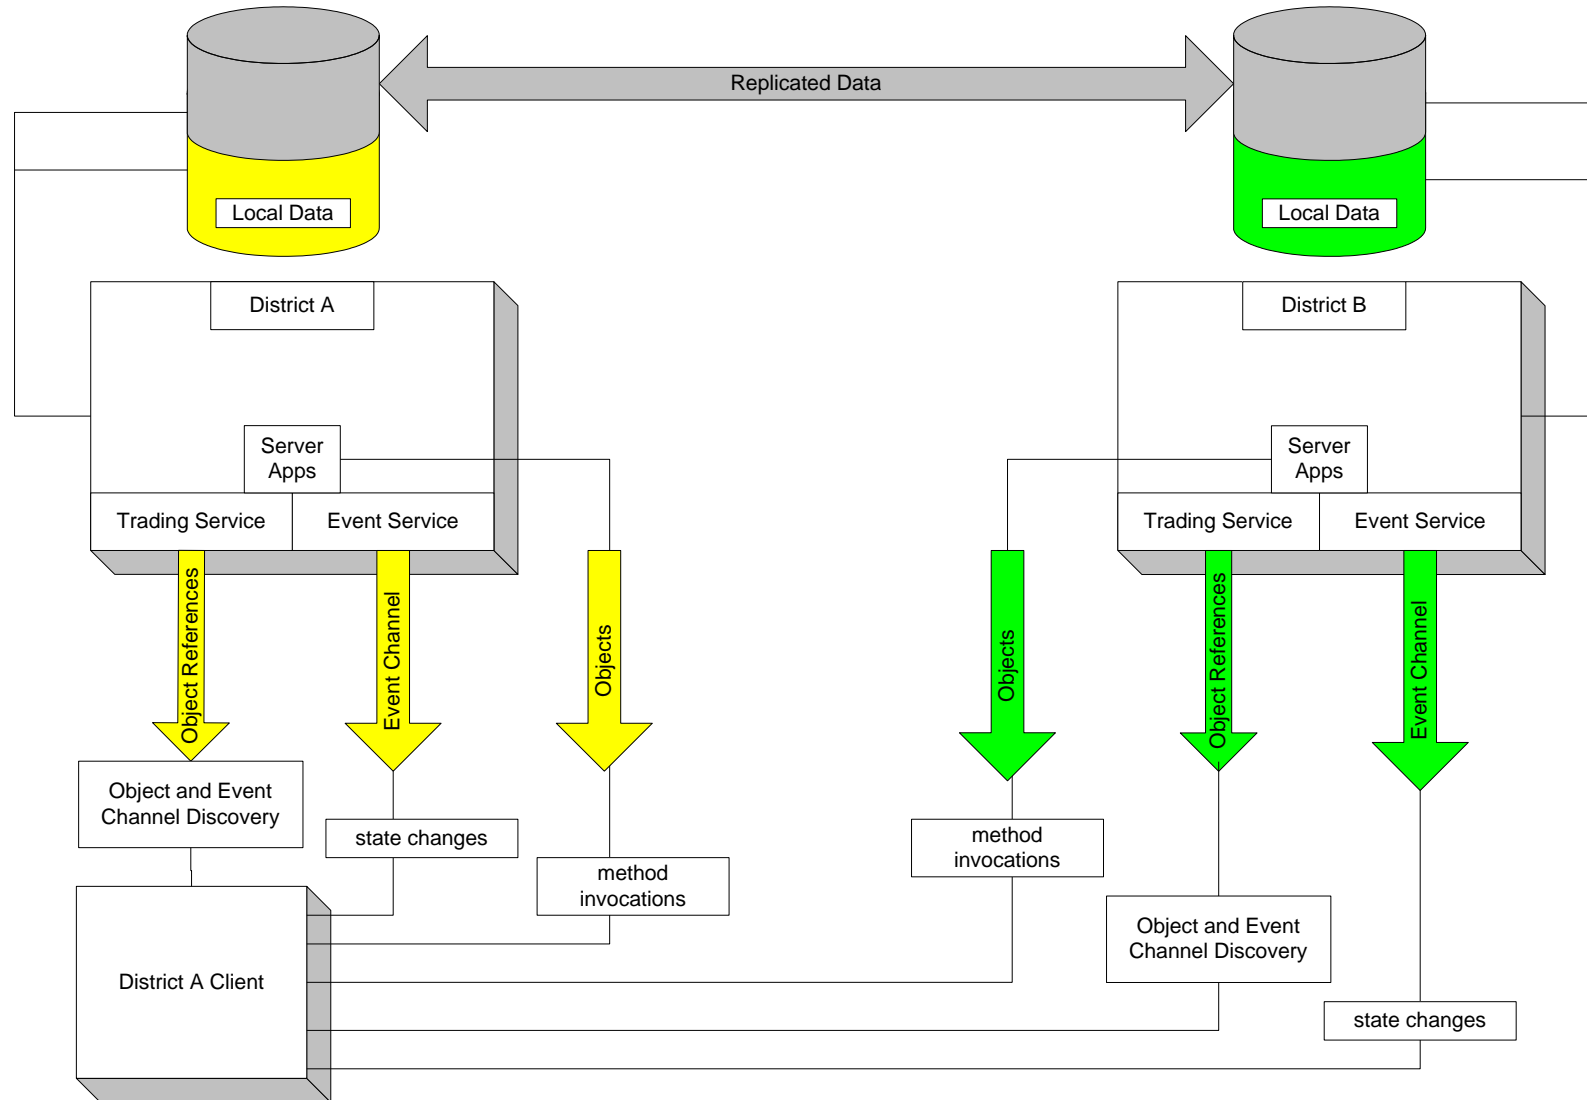 Replicated Data
Local Data
Local Data
District A
District B
Server
Apps
Server
Apps
Trading Service
Event Service
Trading Service
Event Service
Object References
Event Channel
Objects
Objects
Object References
Event Channel
Object and Event
Channel Discovery
state changes
method
invocations
method
invocations
Object and Event
Channel Discovery
District A Client
state changes